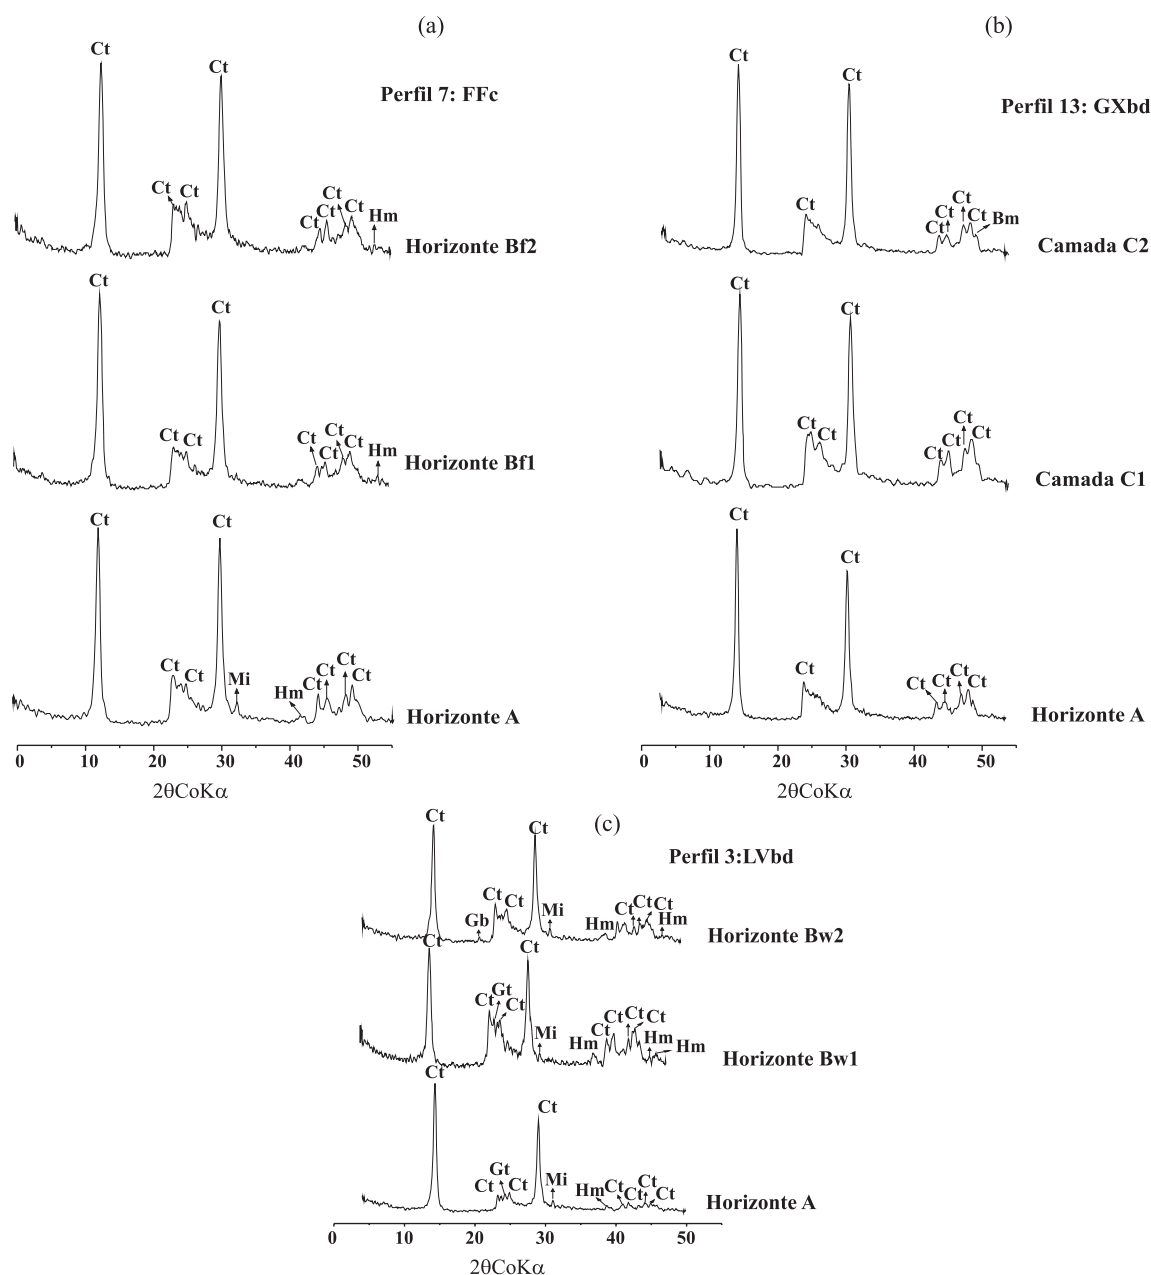 (a)
Ct
Ct
Perfil 7: FFc
Ct
Ct
Ct
Ct
Ct
Ct
Hm
Horizonte Bf2
Ct
Ct
Ct
Ct
Ct
Ct
Ct
Ct
Hm
Horizonte Bf1
Ct
Ct
Ct
Ct
Mi
Hm
Ct
Ct
Ct
Ct
Horizonte A
0 10 20 30 40 50
2θCoKα
(b)
Ct
Ct
Perfil 13: GXbd
Ct
Ct
Ct
Ct
Ct
Bm
Camada C2
Ct
Ct
Ct
Ct
Ct
Ct
Ct
Ct
Camada C1
Ct
Ct
Ct
Ct
Ct
Ct
Ct
Horizonte A
0 10 20 30 40 50
2θCoKα
(c)
Ct
Ct
Perfil 3:LVbd
Gb
Ct
Ct
Mi
Hm
Ct
Ct
Ct
Hm
Horizonte Bw2
Ct
Ct
Ct
Gt
Ct
Mi
Hm
Ct
Ct
Ct
Ct
Hm
Hm
Horizonte Bw1
Ct
Ct
Ct
Gt
Ct
Mi
Hm
Ct
Ct
Ct
Ct
Horizonte A
0 10 20 30 40 50
2θCoKα